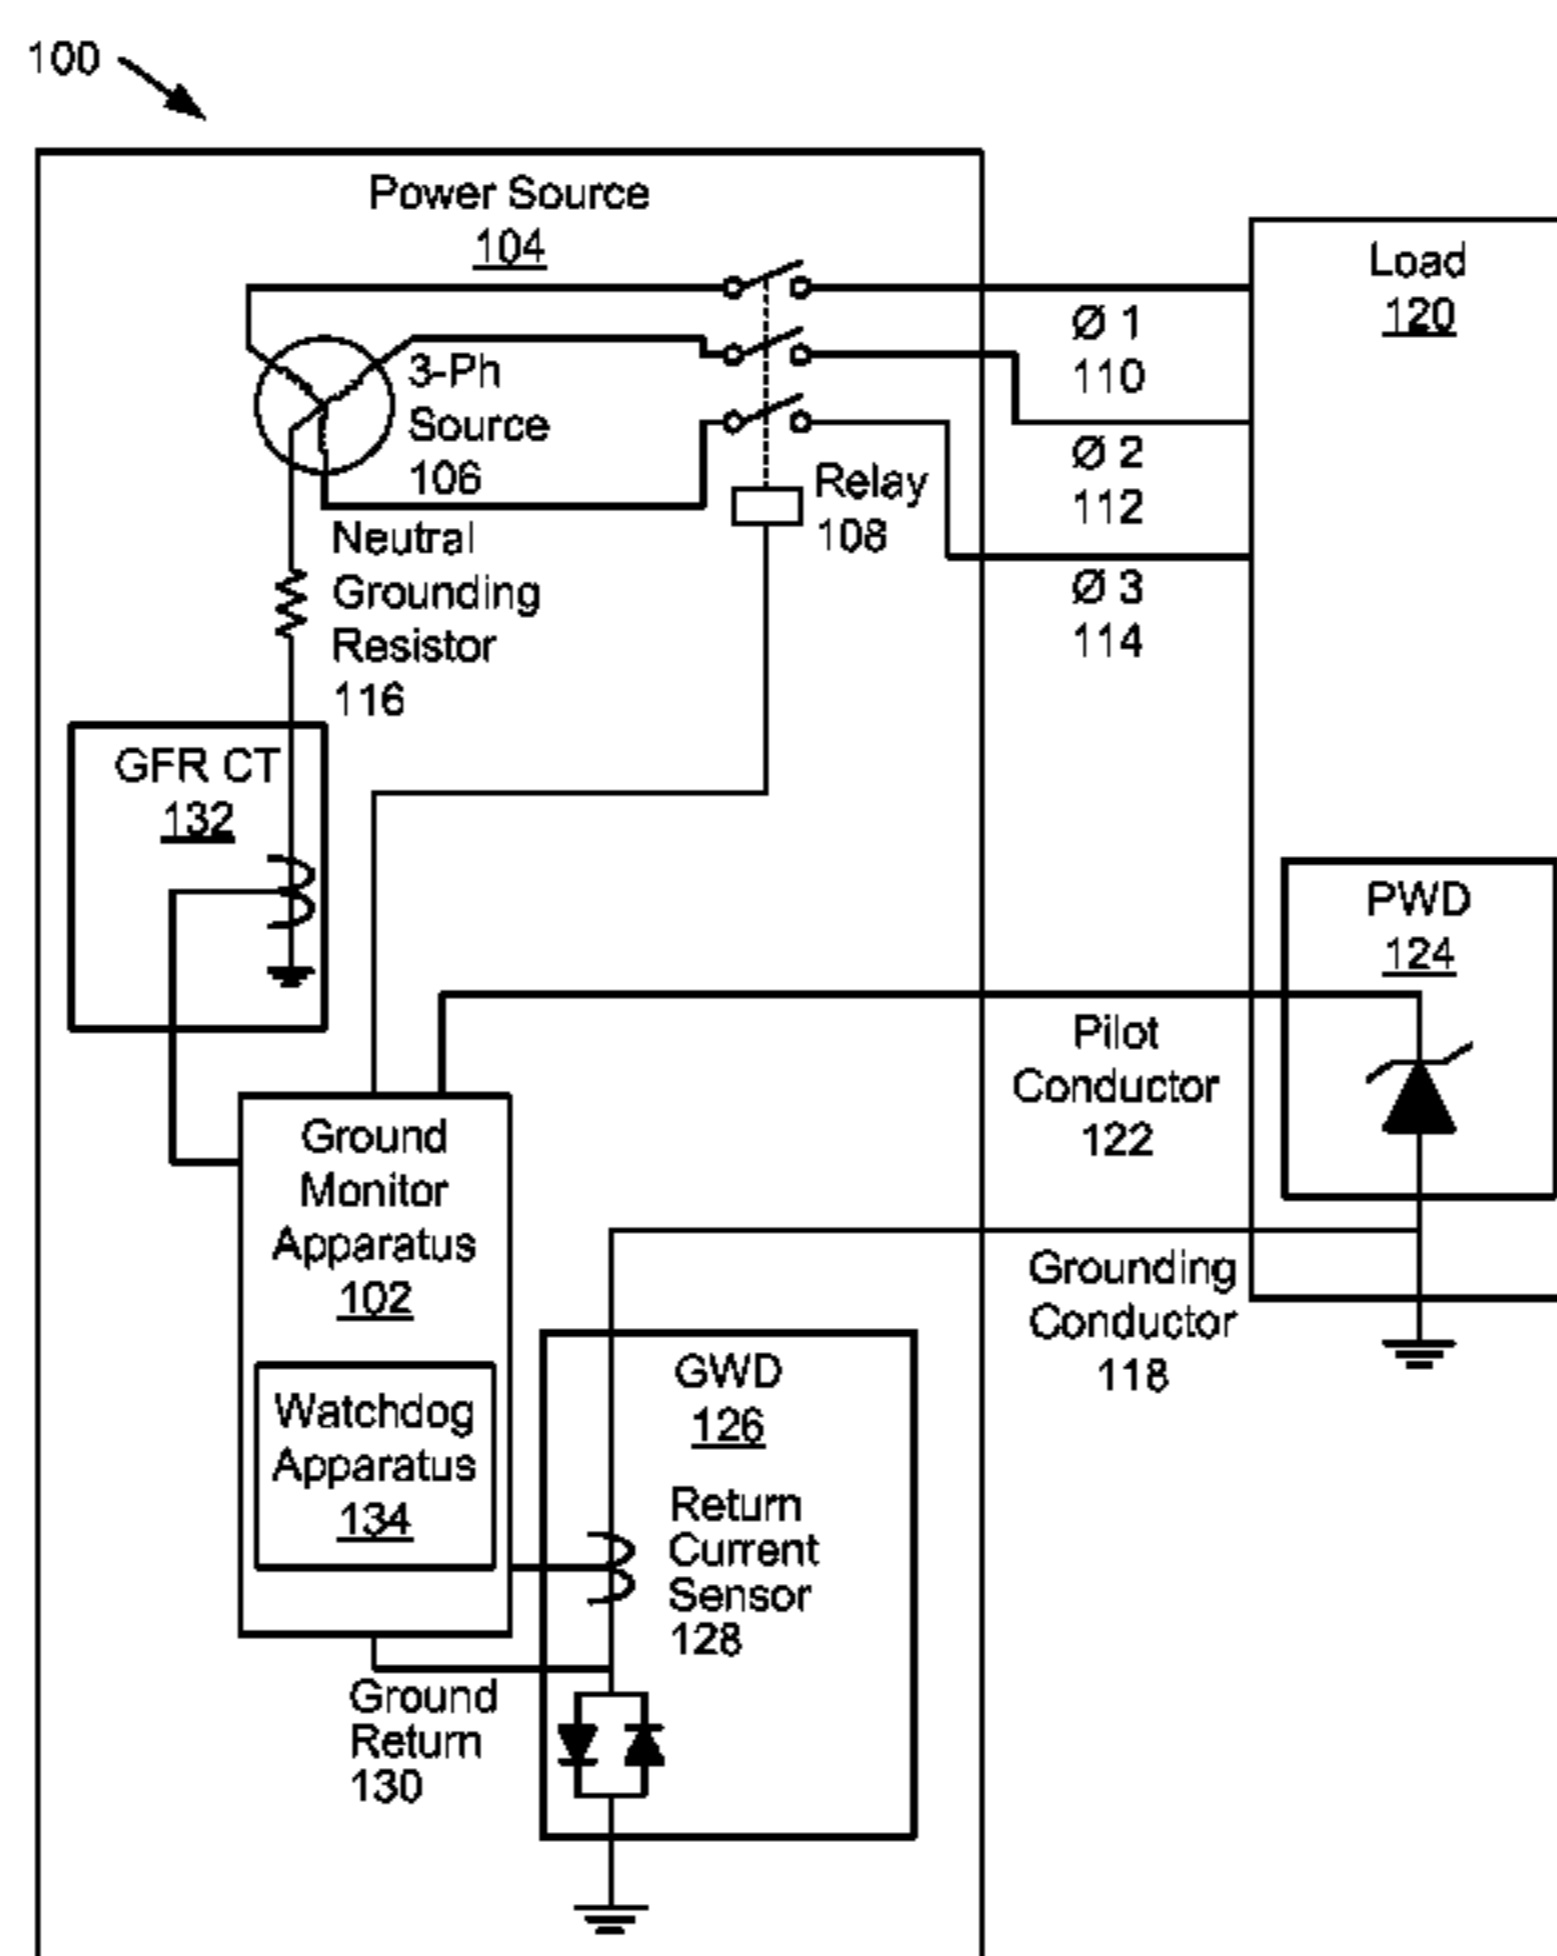 100
Power Source
104
Load
120
Ø 1
110
3-Ph
Source
106
Ø 2
112
Relay
108
Neutral
Grounding
Resistor
116
Ø 3
114
GFR CT
132
PWD
124
Pilot
Conductor
122
Ground
Monitor
Apparatus
102
Grounding
Conductor
118
GWD
126
Watchdog
Apparatus
134
Return
Current
Sensor
128
Ground
Return
130